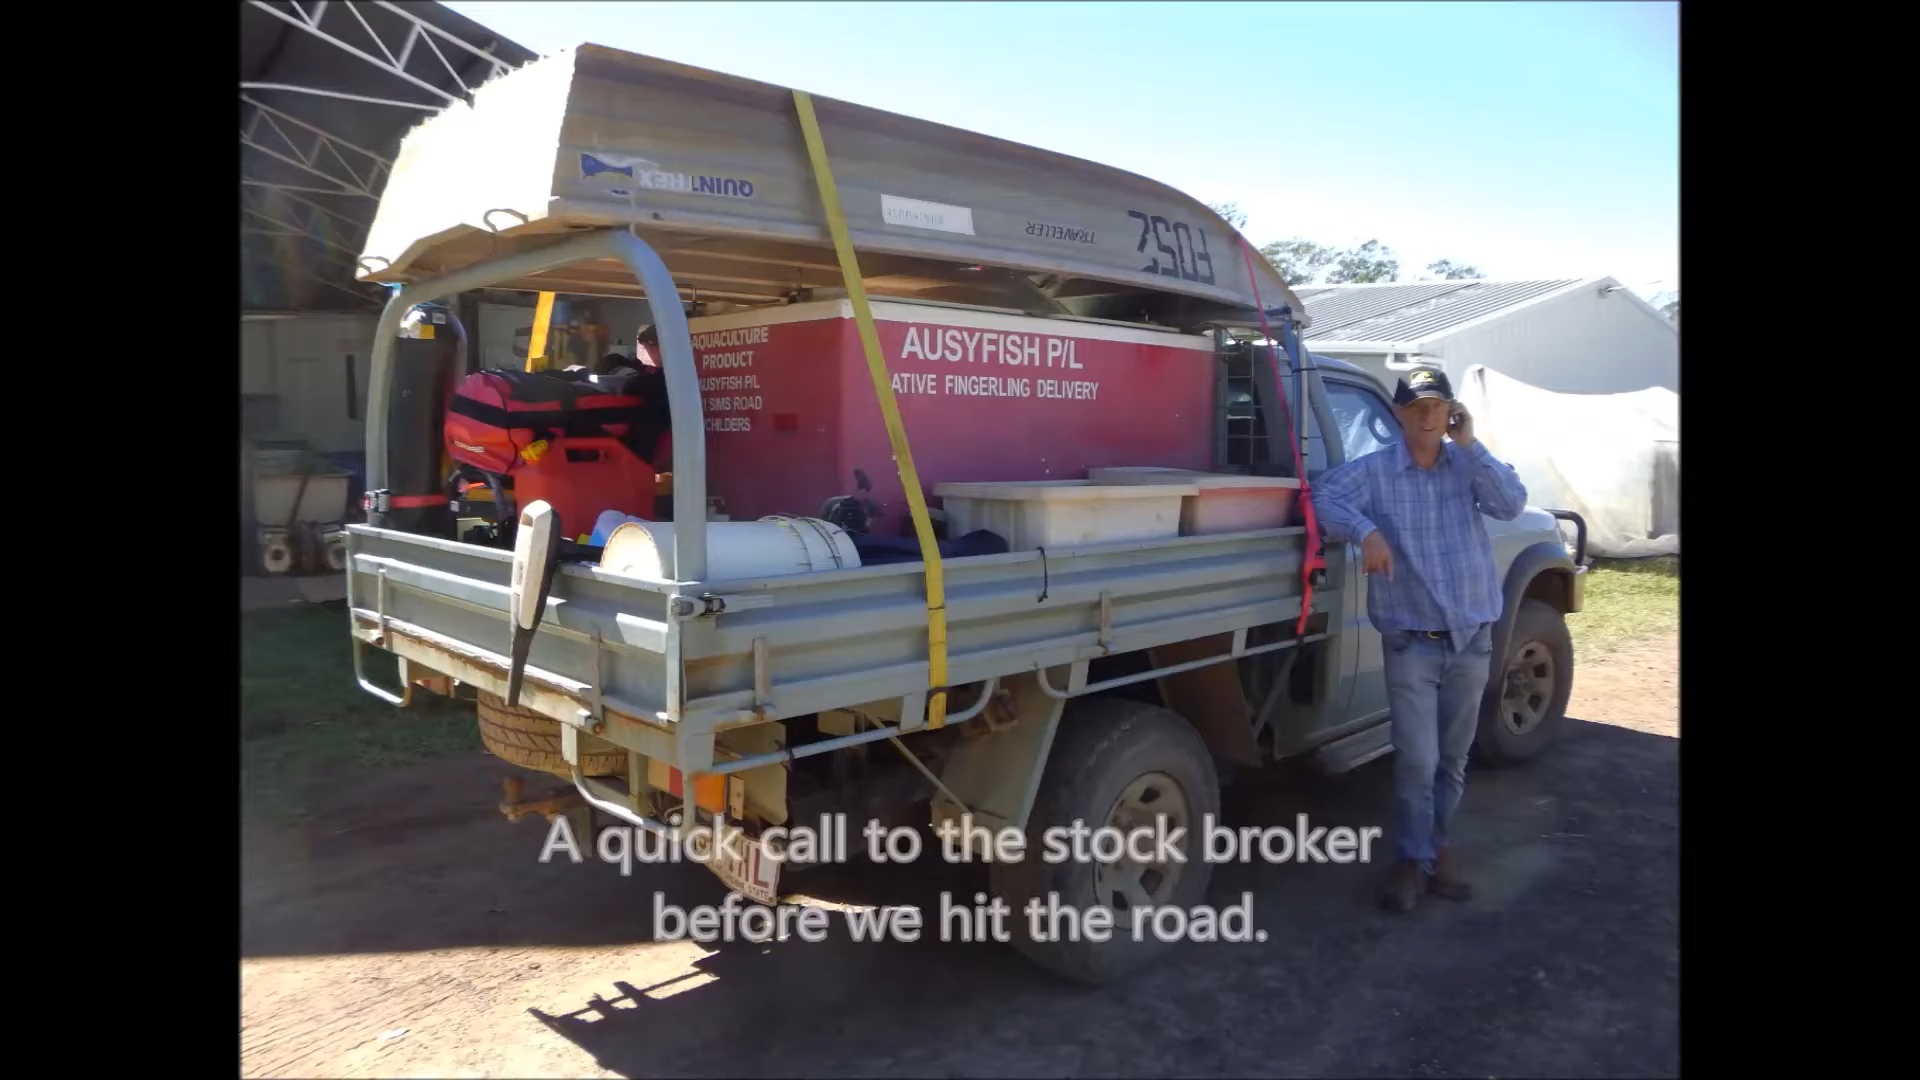 QUINTREX
TRAVELLER
FOSZ
AQUACULTURE
PRODUCT
AUSYFISH P/L
SIMS ROAD
CHILDERS
AUSYFISH P/L
ATIVE FINGERLING DELIVERY
A quick call to the stock broker
before we hit the road.